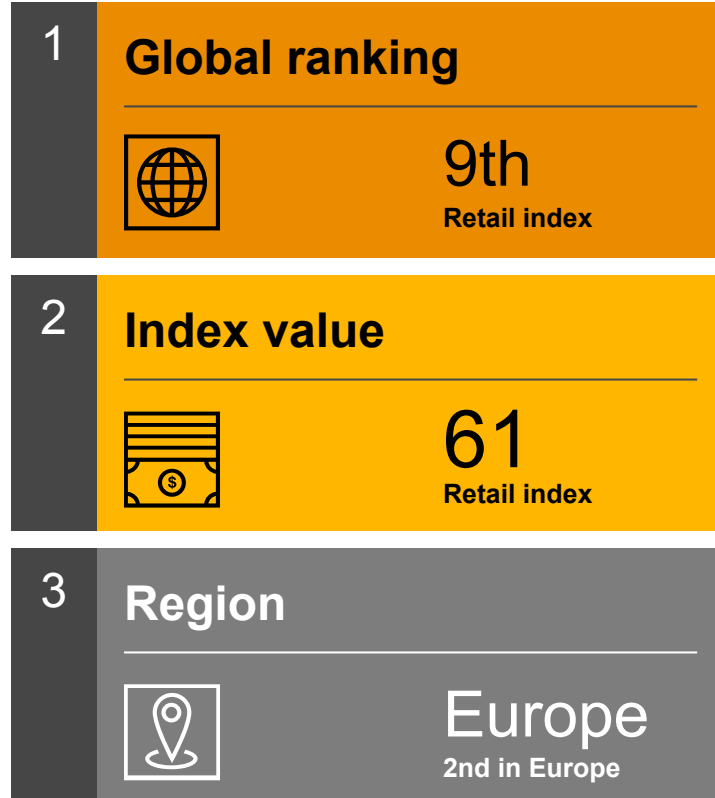 1
Global ranking
9th
Retail index
2
Index value
$
61
Retail index
3
Region
Europe
2nd in Europe